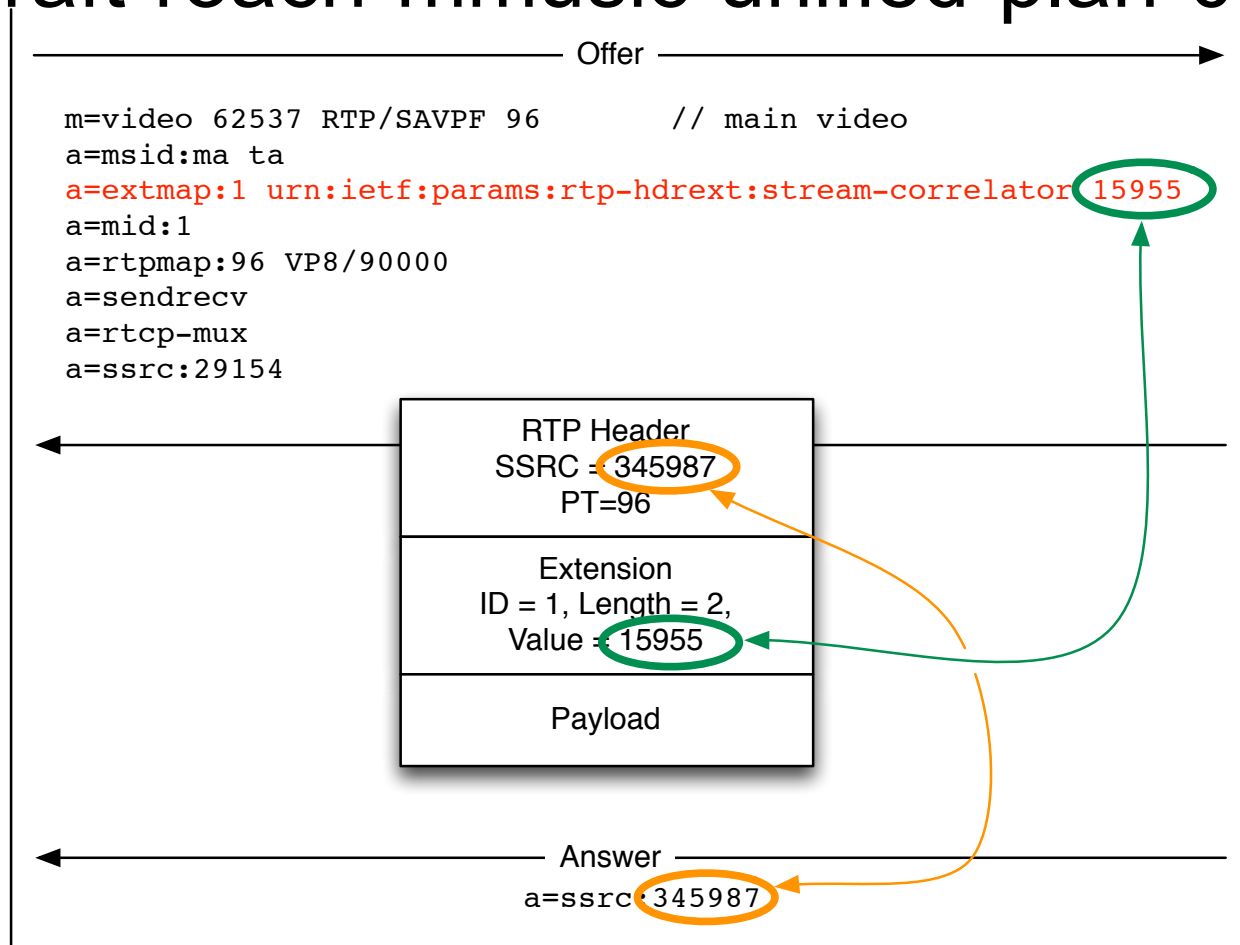 Offer
m=video 62537 RTP/SAVPF 96 // main video
a=msid:ma ta
a=extmap:1 urn:ietf:params:rtp-hdrext:stream-correlator 15955
a=mid:1
a=rtpmap:96 VP8/90000
a=sendrecv
a=rtcp-mux
a=ssrc:29154
RTP Header
SSRC = 345987
PT=96
Extension
ID = 1, Length = 2,
Value = 15955
Payload
Answer
a=ssrc:345987